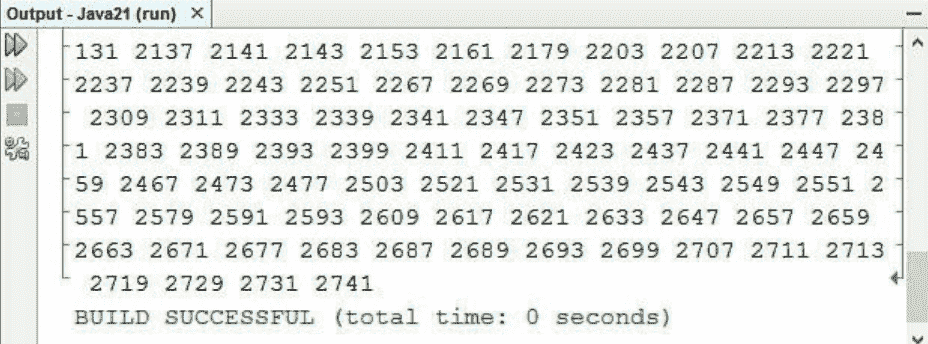 Output - Java21 (run) ×
131 2137 2141 2143 2153 2161 2179 2203 2207 2213 2221
2237 2239 2243 2251 2267 2269 2273 2281 2287 2293 2297
2309 2311 2333 2339 2341 2347 2351 2357 2371 2377 238
1 2383 2389 2393 2399 2411 2417 2423 2437 2441 2447 24
59 2467 2473 2477 2503 2521 2531 2539 2543 2549 2551 2
557 2579 2591 2593 2609 2617 2621 2633 2647 2657 2659
2663 2671 2677 2683 2687 2689 2693 2699 2707 2711 2713
2719 2729 2731 2741
BUILD SUCCESSFUL (total time: 0 seconds)